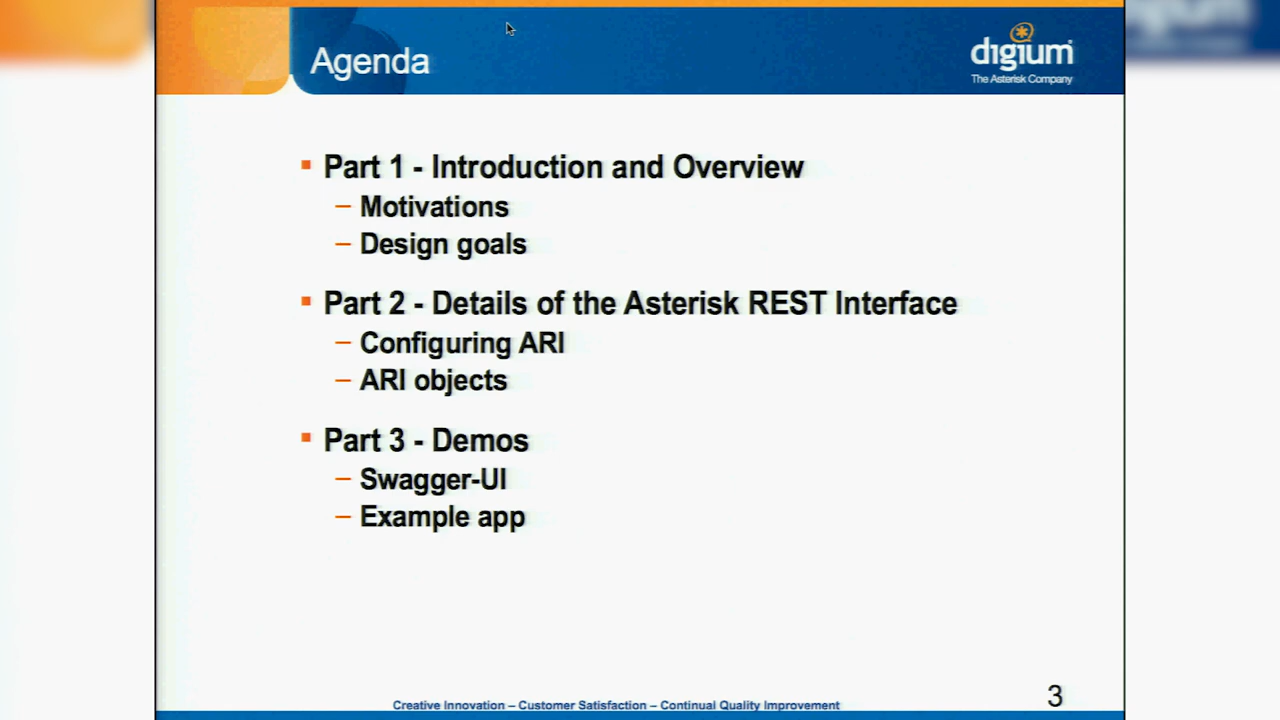 Agenda
digium
The Asterisk Company
▪ Part 1 - Introduction and Overview
– Motivations
– Design goals
▪ Part 2 - Details of the Asterisk REST Interface
– Configuring ARI
– ARI objects
▪ Part 3 - Demos
– Swagger-UI
– Example app
Creative Innovation – Customer Satisfaction – Continual Quality Improvement
3